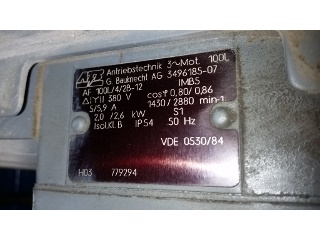 Antriebstechnik 3~Mot. 100L
G. Bauknecht AG 3496185-07
AF 100L/4/2B-12 IMB5
Δ/YY 380 V cosφ 0,80/0,86
5/5,9 A 1430/2880 min-1
2,0 /2,6 kW S1
Isol.Kl.B IP54 50 Hz
VDE 0530/84
H03 779294